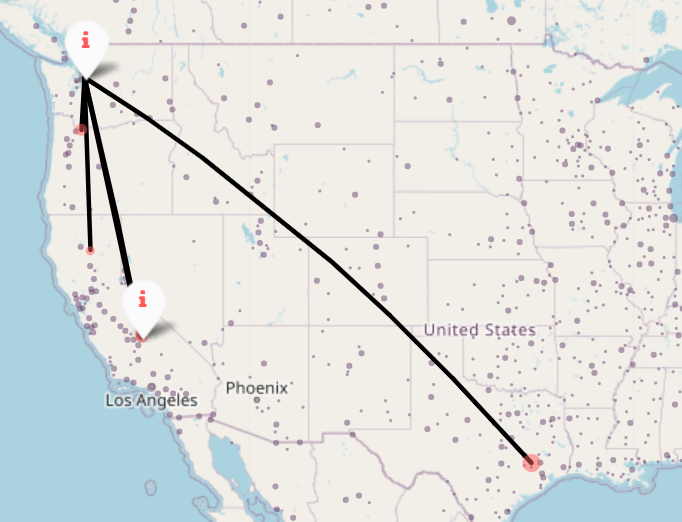 i
i
United States
Phoenix
Los Angeles